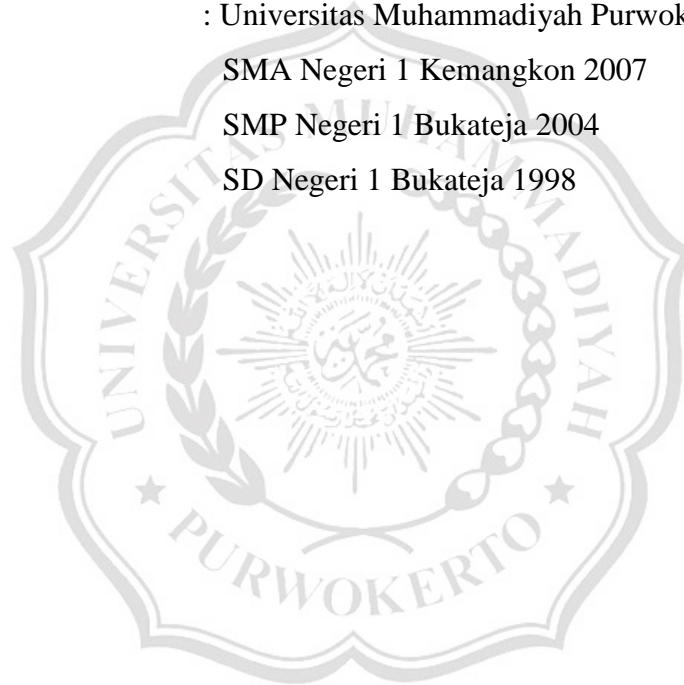 : Universitas Muhammadiyah
SMA Negeri 1 Kemangkon 2007
SMP Negeri 1 Bukateja 2004
SD Negeri 1 Bukateja 1998
UNIVERSITAS MUHAMMADIYAH
PURWOKERTO